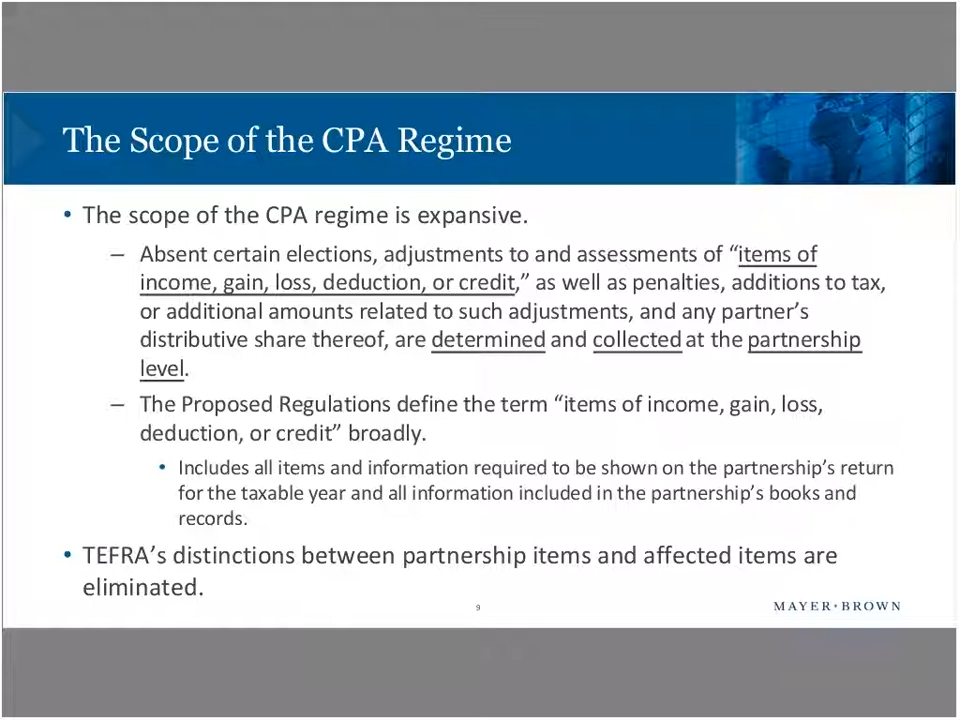 The Scope of the CPA Regime
• The scope of the CPA regime is expansive.
– Absent certain elections, adjustments to and assessments of “items of
income, gain, loss, deduction, or credit,” as well as penalties, additions to tax,
or additional amounts related to such adjustments, and any partner’s
distributive share thereof, are determined and collected at the partnership
level.
– The Proposed Regulations define the term “items of income, gain, loss,
deduction, or credit” broadly.
• Includes all items and information required to be shown on the partnership’s return
for the taxable year and all information included in the partnership’s books and
records.
• TEFRA’s distinctions between partnership items and affected items are
eliminated.
9
MAYER•BROWN